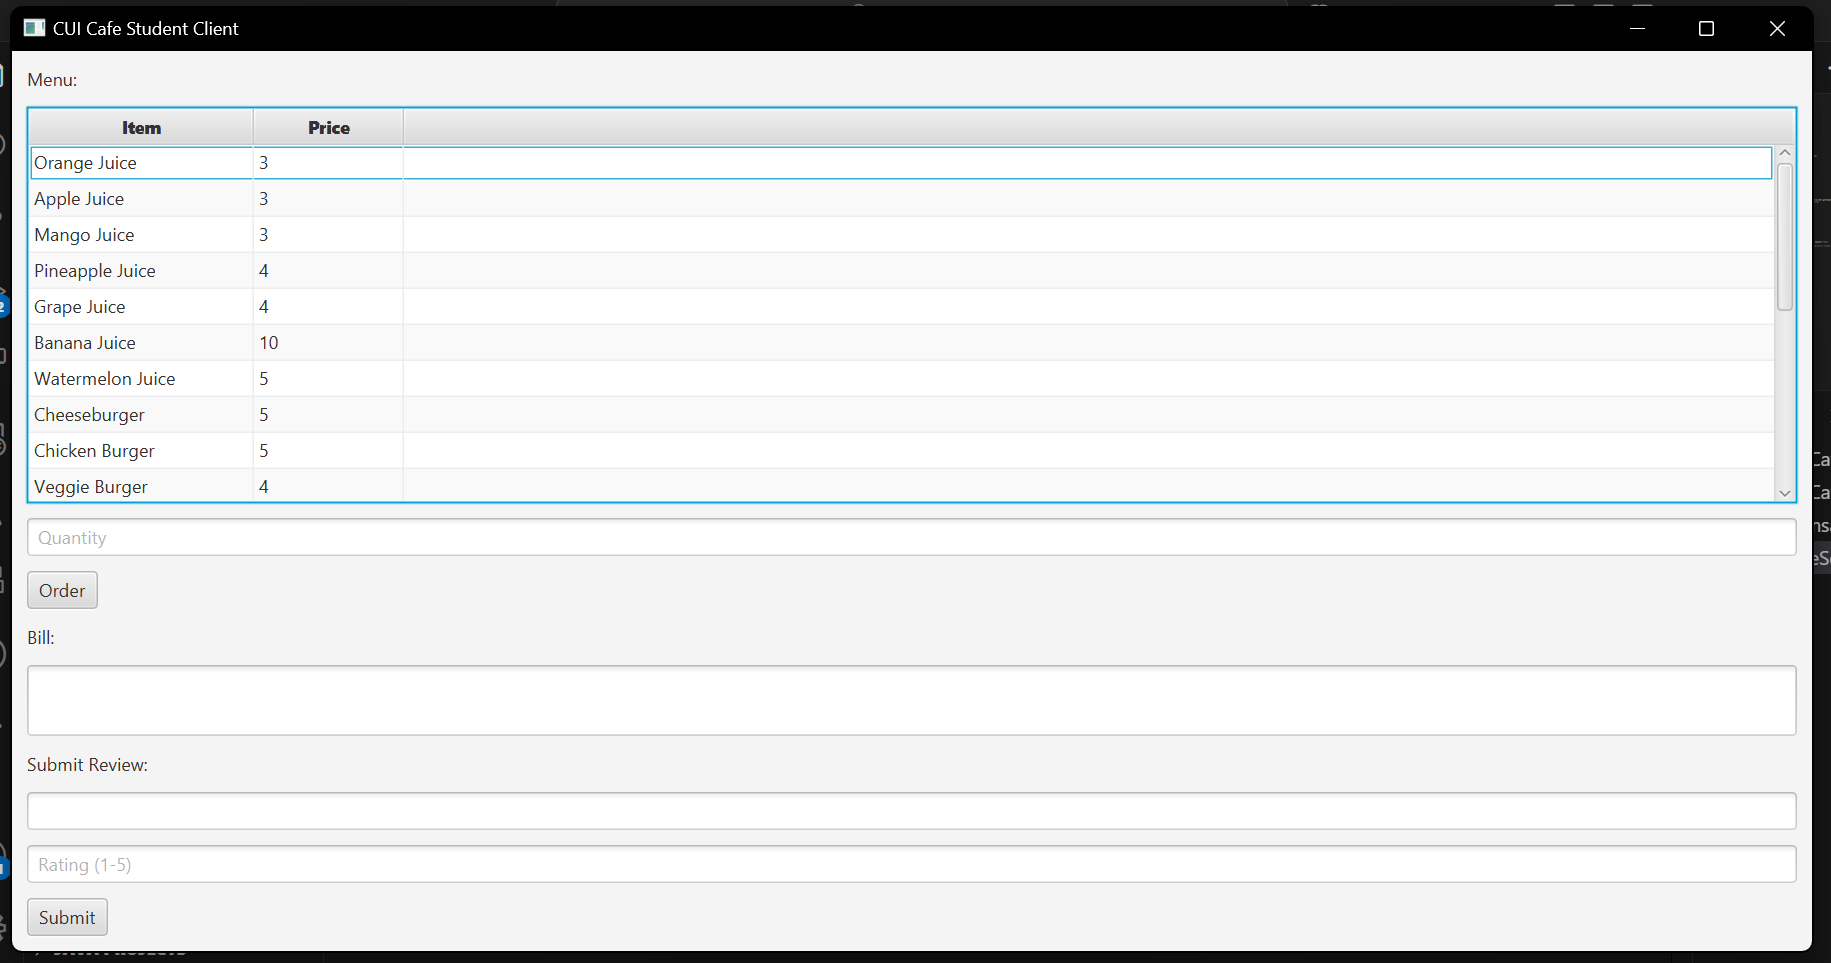 CUI Cafe Student Client
Menu:
Item Price
Orange Juice 3
Apple Juice 3
Mango Juice 3
Pineapple Juice 4
Grape Juice 4
Banana Juice 10
Watermelon Juice 5
Cheeseburger 5
Chicken Burger 5
Veggie Burger 4
Quantity
Order
Bill:
Submit Review:
Rating (1-5)
Submit